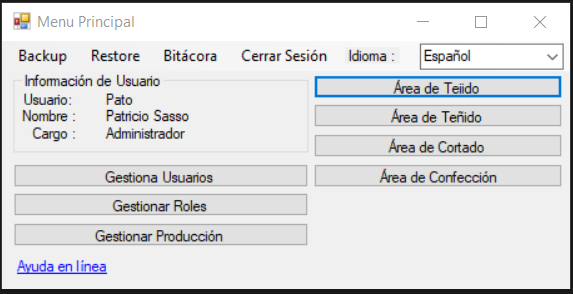 Menu Principal
Backup Restore Bitácora Cerrar Sesión Idioma : Español
Información de Usuario
Usuario: Pato
Nombre : Patricio Sasso
Cargo : Administrador
Gestiona Usuarios
Gestionar Roles
Gestionar Producción
Ayuda en línea
Área de Tejido
Área de Teñido
Área de Cortado
Área de Confección